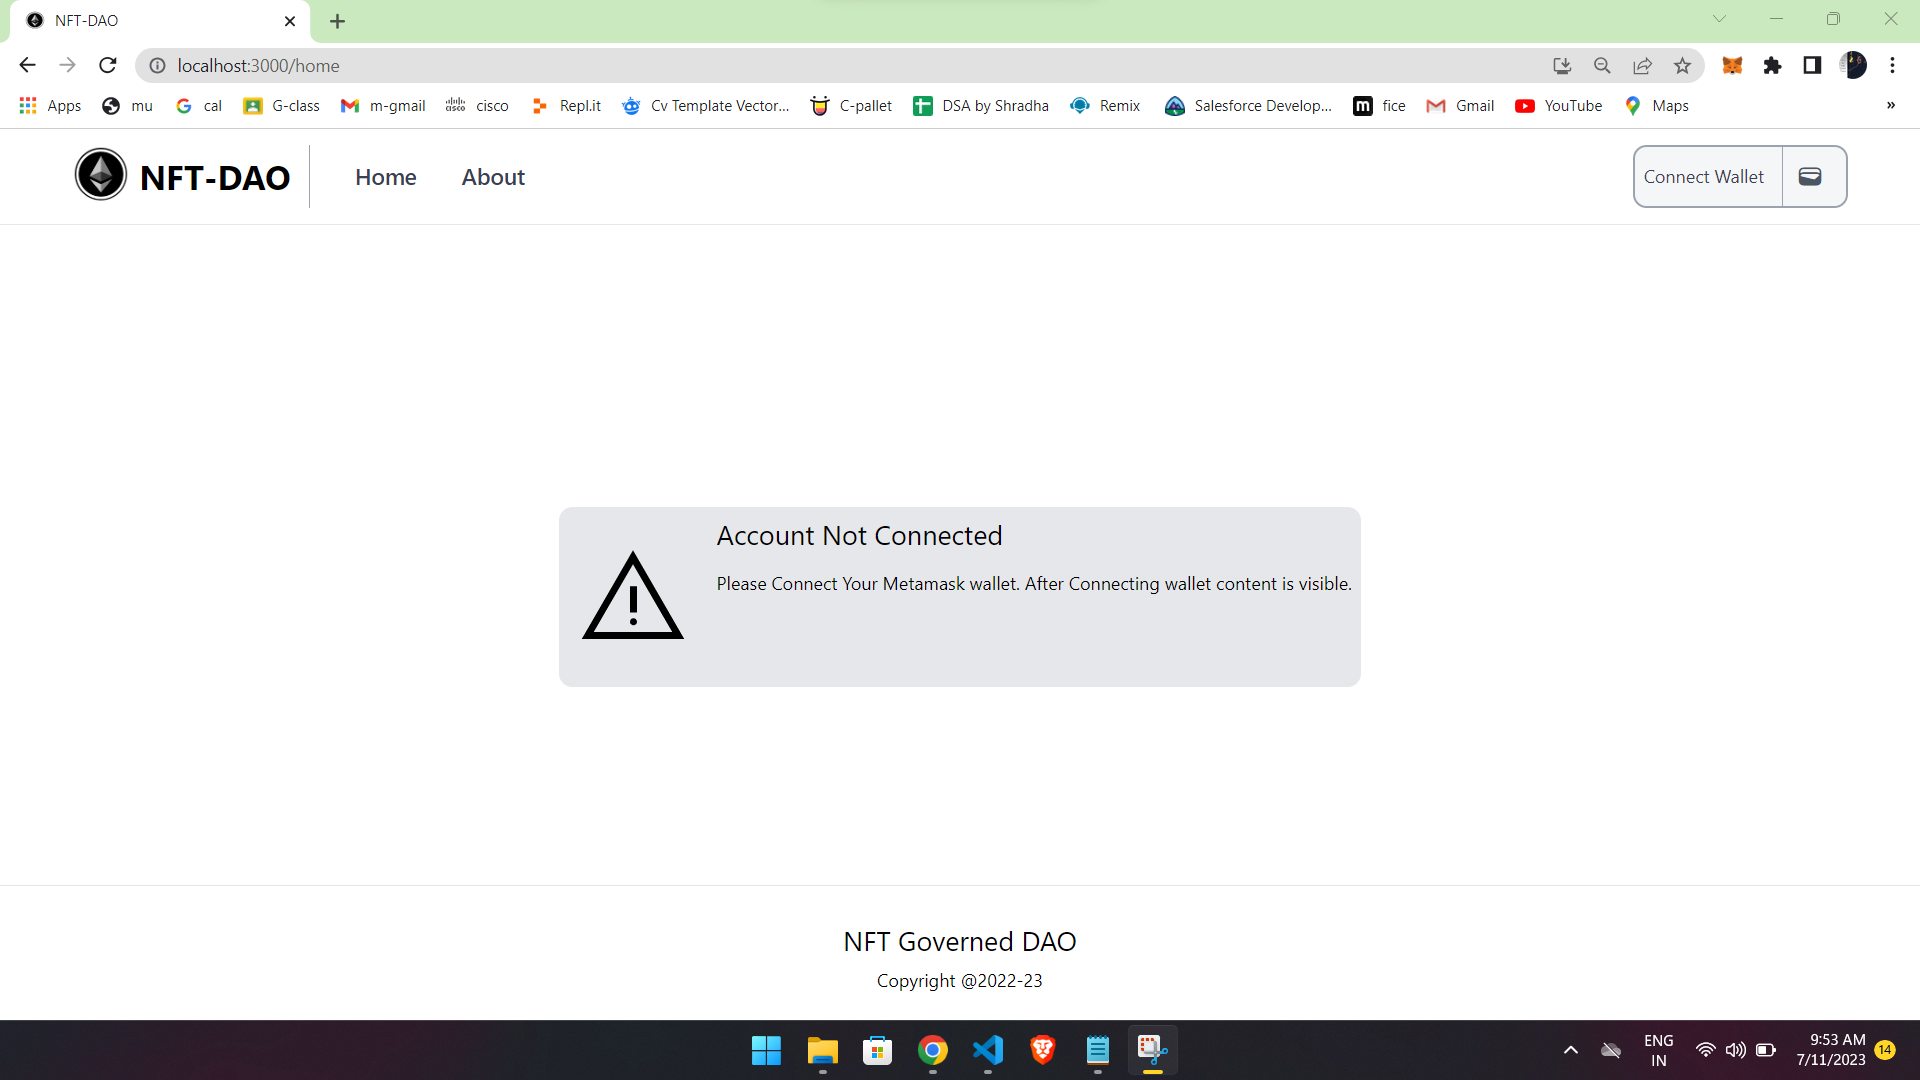 NFT-DAO
localhost:3000/home
Apps mu cal G-class m-gmail cisco Repl.it Cv Template Vector... C-pallet DSA by Shradha Remix Salesforce Develop... fice Gmail YouTube Maps »
NFT-DAO Home About Connect Wallet
Account Not Connected
Please Connect Your Metamask wallet. After Connecting wallet content is visible.
NFT Governed DAO
Copyright @2022-23
ENG
IN
9:53 AM
7/11/2023
14